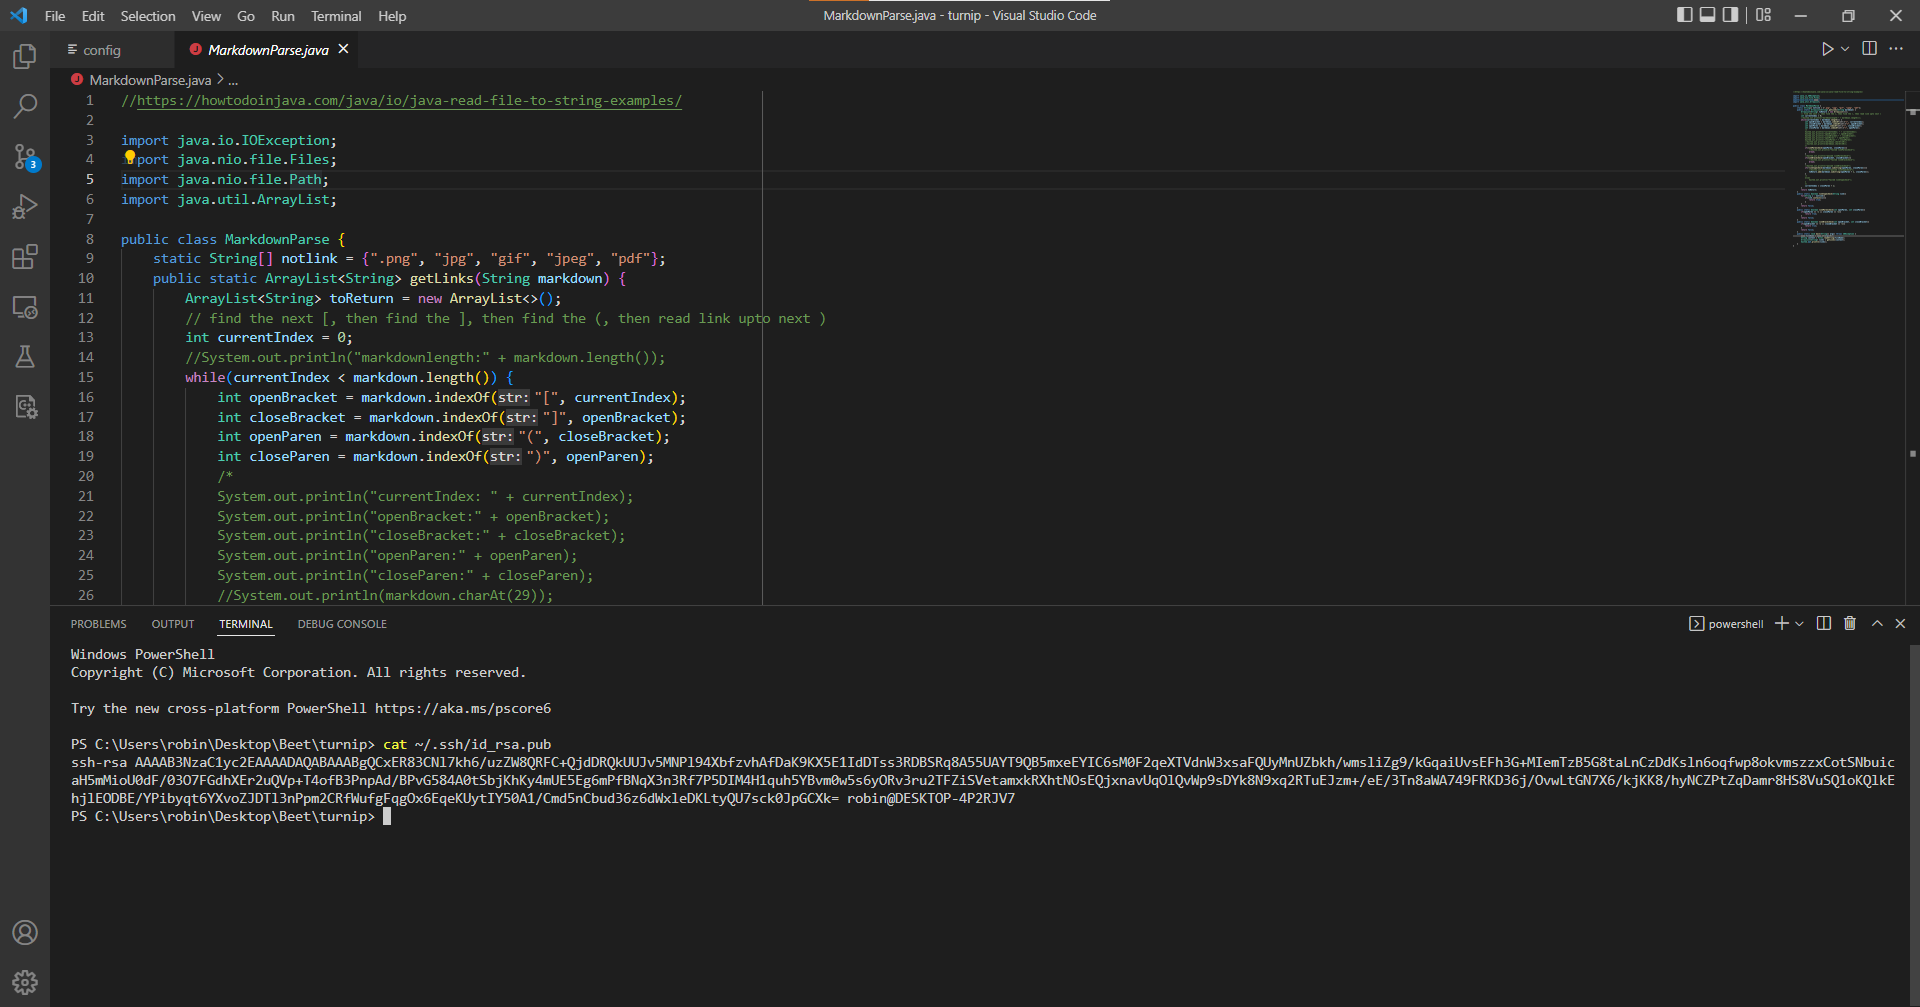 File Edit Selection View Go Run Terminal Help
MarkdownParse.java - turnip - Visual Studio Code
config
MarkdownParse.java
MarkdownParse.java > ...
3
1 //https://howtodoinjava.com/java/io/java-read-file-to-string-examples/
2
3 import java.io.IOException;
4 port java.nio.file.Files;
5 import java.nio.file.Path;
6 import java.util.ArrayList;
7
8 public class MarkdownParse {
9 static String[] notlink = {".png", "jpg", "gif", "jpeg", "pdf"};
10 public static ArrayList<String> getLinks(String markdown) {
11 ArrayList<String> toReturn = new ArrayList<>();
12 // find the next [, then find the ], then find the (, then read link upto next )
13 int currentIndex = 0;
14 //System.out.println("markdownlength:" + markdown.length());
15 while(currentIndex < markdown.length()) {
16 int openBracket = markdown.indexOf(str: "[", currentIndex);
17 int closeBracket = markdown.indexOf(str: "]", openBracket);
18 int openParen = markdown.indexOf(str: "(", closeBracket);
19 int closeParen = markdown.indexOf(str: ")", openParen);
20 /*
21 System.out.println("currentIndex: " + currentIndex);
22 System.out.println("openBracket:" + openBracket);
23 System.out.println("closeBracket:" + closeBracket);
24 System.out.println("openParen:" + openParen);
25 System.out.println("closeParen:" + closeParen);
26 //System.out.println(markdown.charAt(29));
PROBLEMS OUTPUT TERMINAL DEBUG CONSOLE
powershell
Windows PowerShell
Copyright (C) Microsoft Corporation. All rights reserved.
Try the new cross-platform PowerShell https://aka.ms/pscore6
PS C:\Users\robin\Desktop\Beet\turnip> cat ~/.ssh/id_rsa.pub
ssh-rsa AAAAB3NzaC1yc2EAAAADAQABAAABgQCxER83CNl7kh6/uzZW8QRFC+QjdDRQkUUJv5MNPl94XbfzvhAfDaK9KX5E1IdDTss3RDBSRq8A55UAYT9QB5mxeEYIC6sM0F2qeXTVdnW3xsaFQUyMnUZbkh/wmsliZg9/kGqaiUvsEFh3G+MIemTzB5G8taLnCzDdKsln6oqfwp8okvmszzxCotSNbuic
aH5mMioU0dF/03O7FGdhXEr2uQVp+T4ofB3PnpAd/BPvG584A0tSbjKhKy4mUE5Eg6mPfBNqX3n3Rf7P5DIM4H1quh5YBvm0w5s6yORv3ru2TFZiSVetamxkRXhtNOsEQjxnavUqOlQvWp9sDYk8N9xq2RTuEJzm+/eE/3Tn8aWA749FRKD36j/OvwLtGN7X6/kjKK8/hyNCZPtZqDamr8HS8VuSQ1oKQlkE
hjlEODBE/YPibyqt6YXvoZJDTl3nPpm2CRfWufgFqgOx6EqeKUytIY50A1/Cmd5nCbud36z6dWxleDKLtyQU7sck0JpGCXk= robin@DESKTOP-4P2RJV7
PS C:\Users\robin\Desktop\Beet\turnip>